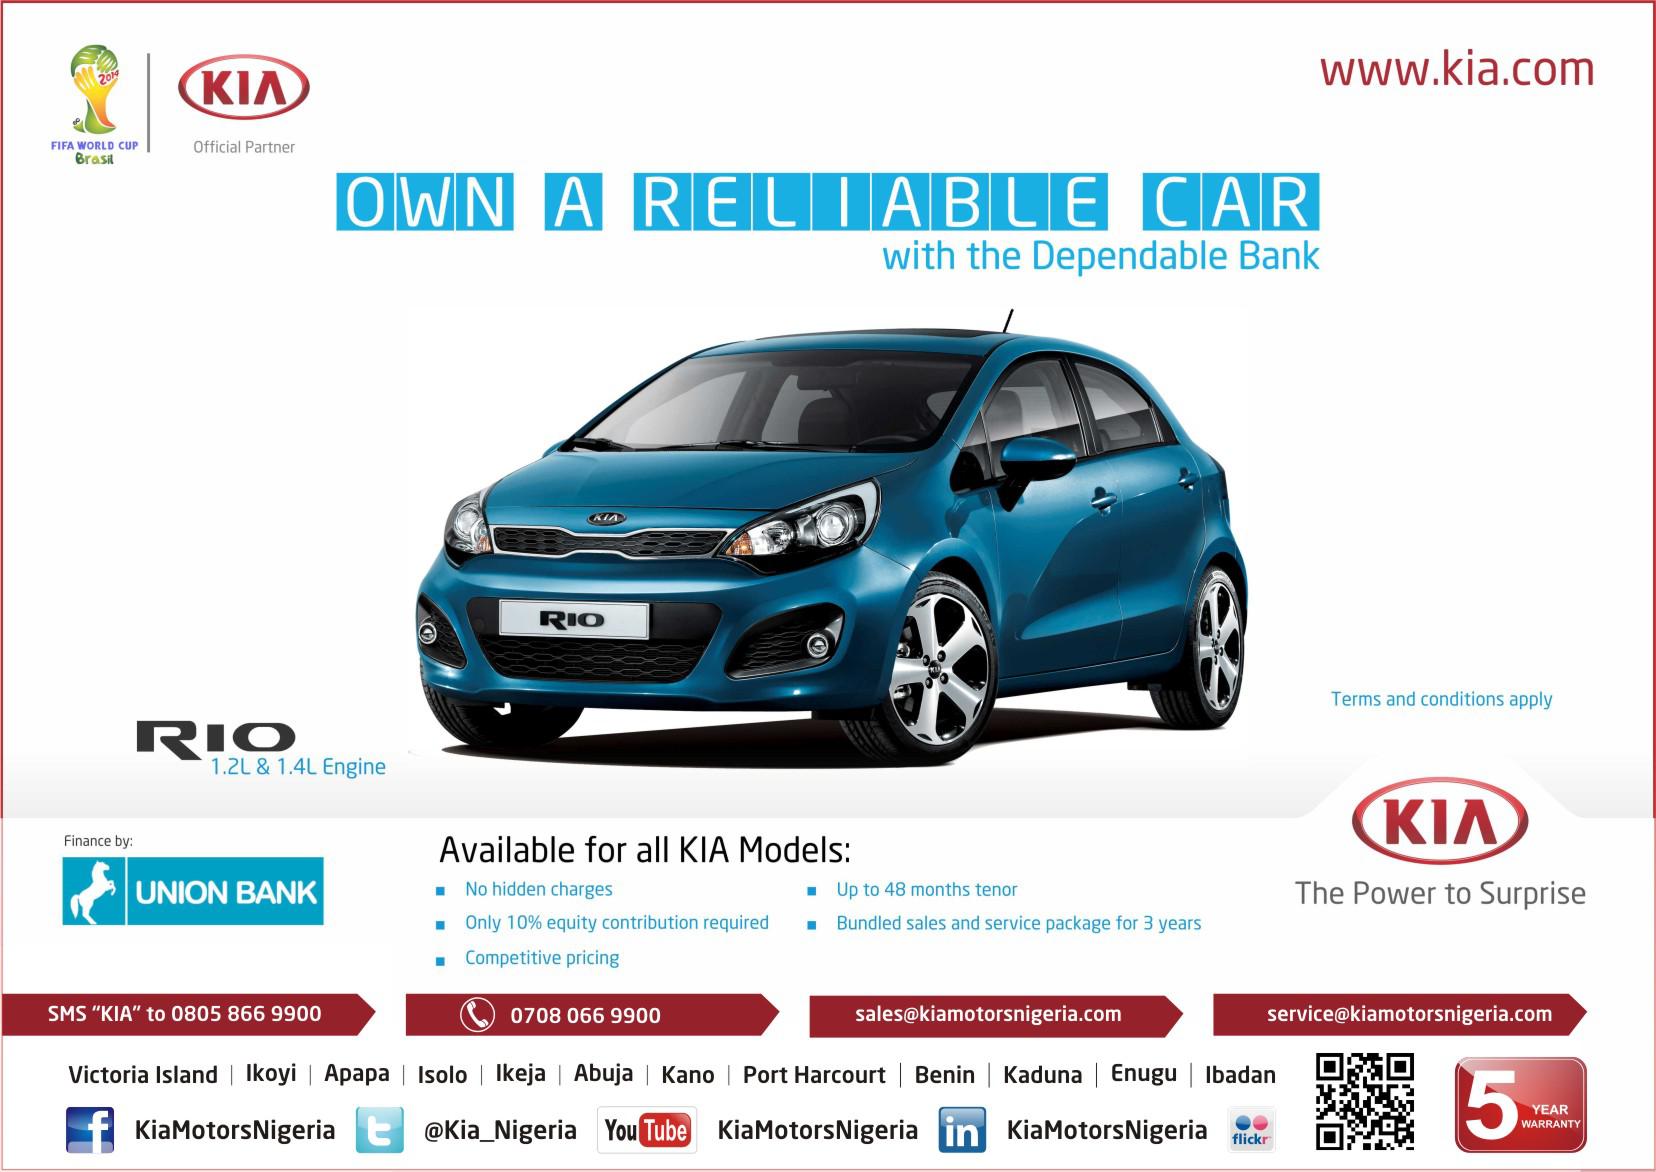 2014
FIFA WORLD CUP
Brasil
KIA
Official Partner
www.kia.com
OWN A RELIABLE CAR
with the Dependable Bank
KIA
RIO
KIA
Terms and conditions apply
RIO
1.2L & 1.4L Engine
Finance by:
UNION BANK
Available for all KIA Models:
No hidden charges
Only 10% equity contribution required
Competitive pricing
Up to 48 months tenor
Bundled sales and service package for 3 years
KIA
The Power to Surprise
SMS "KIA" to 0805 866 9900
0708 066 9900
sales@kiamotorsnigeria.com
service@kiamotorsnigeria.com
Victoria Island | Ikoyi | Apapa | Isolo | Ikeja | Abuja | Kano | Port Harcourt | Benin | Kaduna | Enugu | Ibadan
f KiaMotorsNigeria t @Kia_Nigeria YouTube KiaMotorsNigeria in KiaMotorsNigeria flickr
5 YEAR WARRANTY